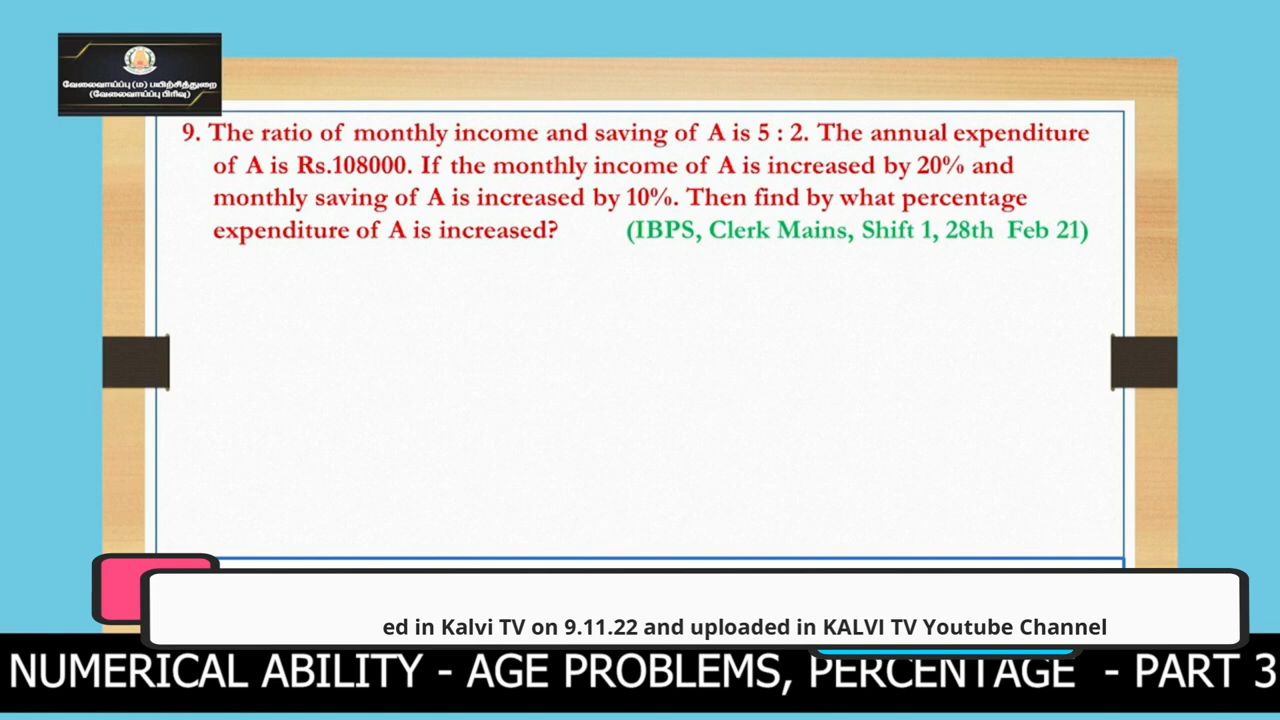 வேலைவாய்ப்பு (ம) பயிற்சித்துறை
(வேலைவாய்ப்பு பிரிவு)
9. The ratio of monthly income and saving of A is 5 : 2. The annual expenditure
of A is Rs.108000. If the monthly income of A is increased by 20% and
monthly saving of A is increased by 10%. Then find by what percentage
expenditure of A is increased? (IBPS, Clerk Mains, Shift 1, 28th Feb 21)
ed in Kalvi TV on 9.11.22 and uploaded in KALVI TV Youtube Channel
NUMERICAL ABILITY - AGE PROBLEMS, PERCENTAGE - PART 3